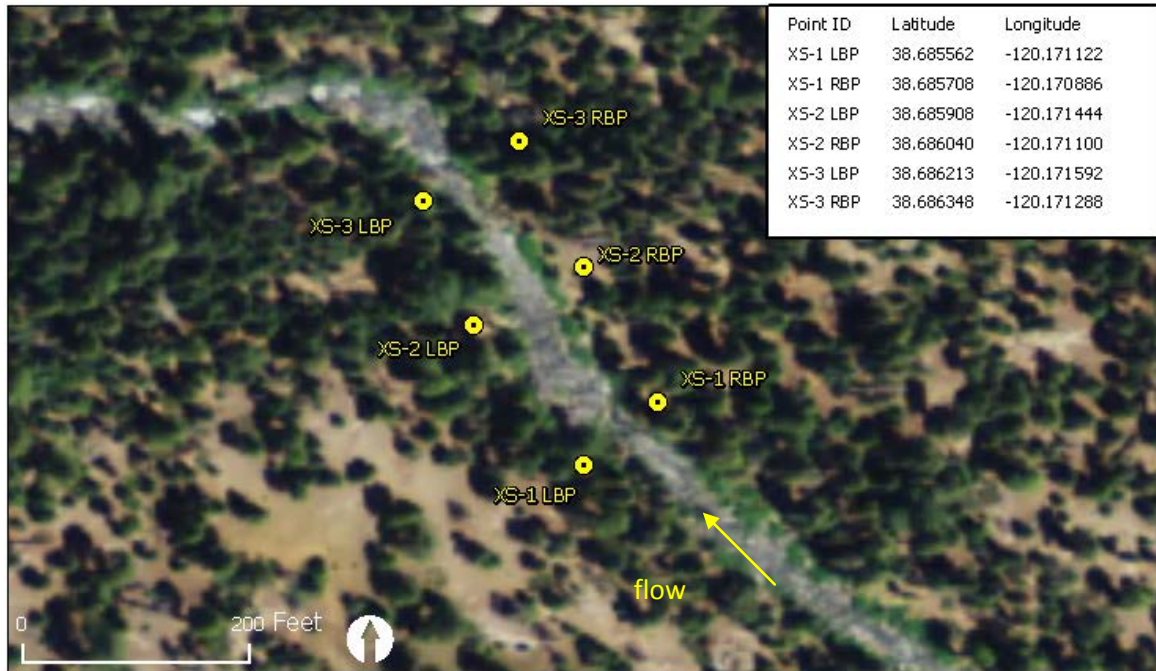 Point ID Latitude Longitude
XS-1 LBP 38.685562 -120.171122
XS-1 RBP 38.685708 -120.170886
XS-2 LBP 38.685908 -120.171444
XS-2 RBP 38.686040 -120.171100
XS-3 LBP 38.686213 -120.171592
XS-3 RBP 38.686348 -120.171288
XS-3 RBP
XS-3 LBP
XS-2 RBP
XS-2 LBP
XS-1 RBP
XS-1 LBP
flow
0 200 Feet